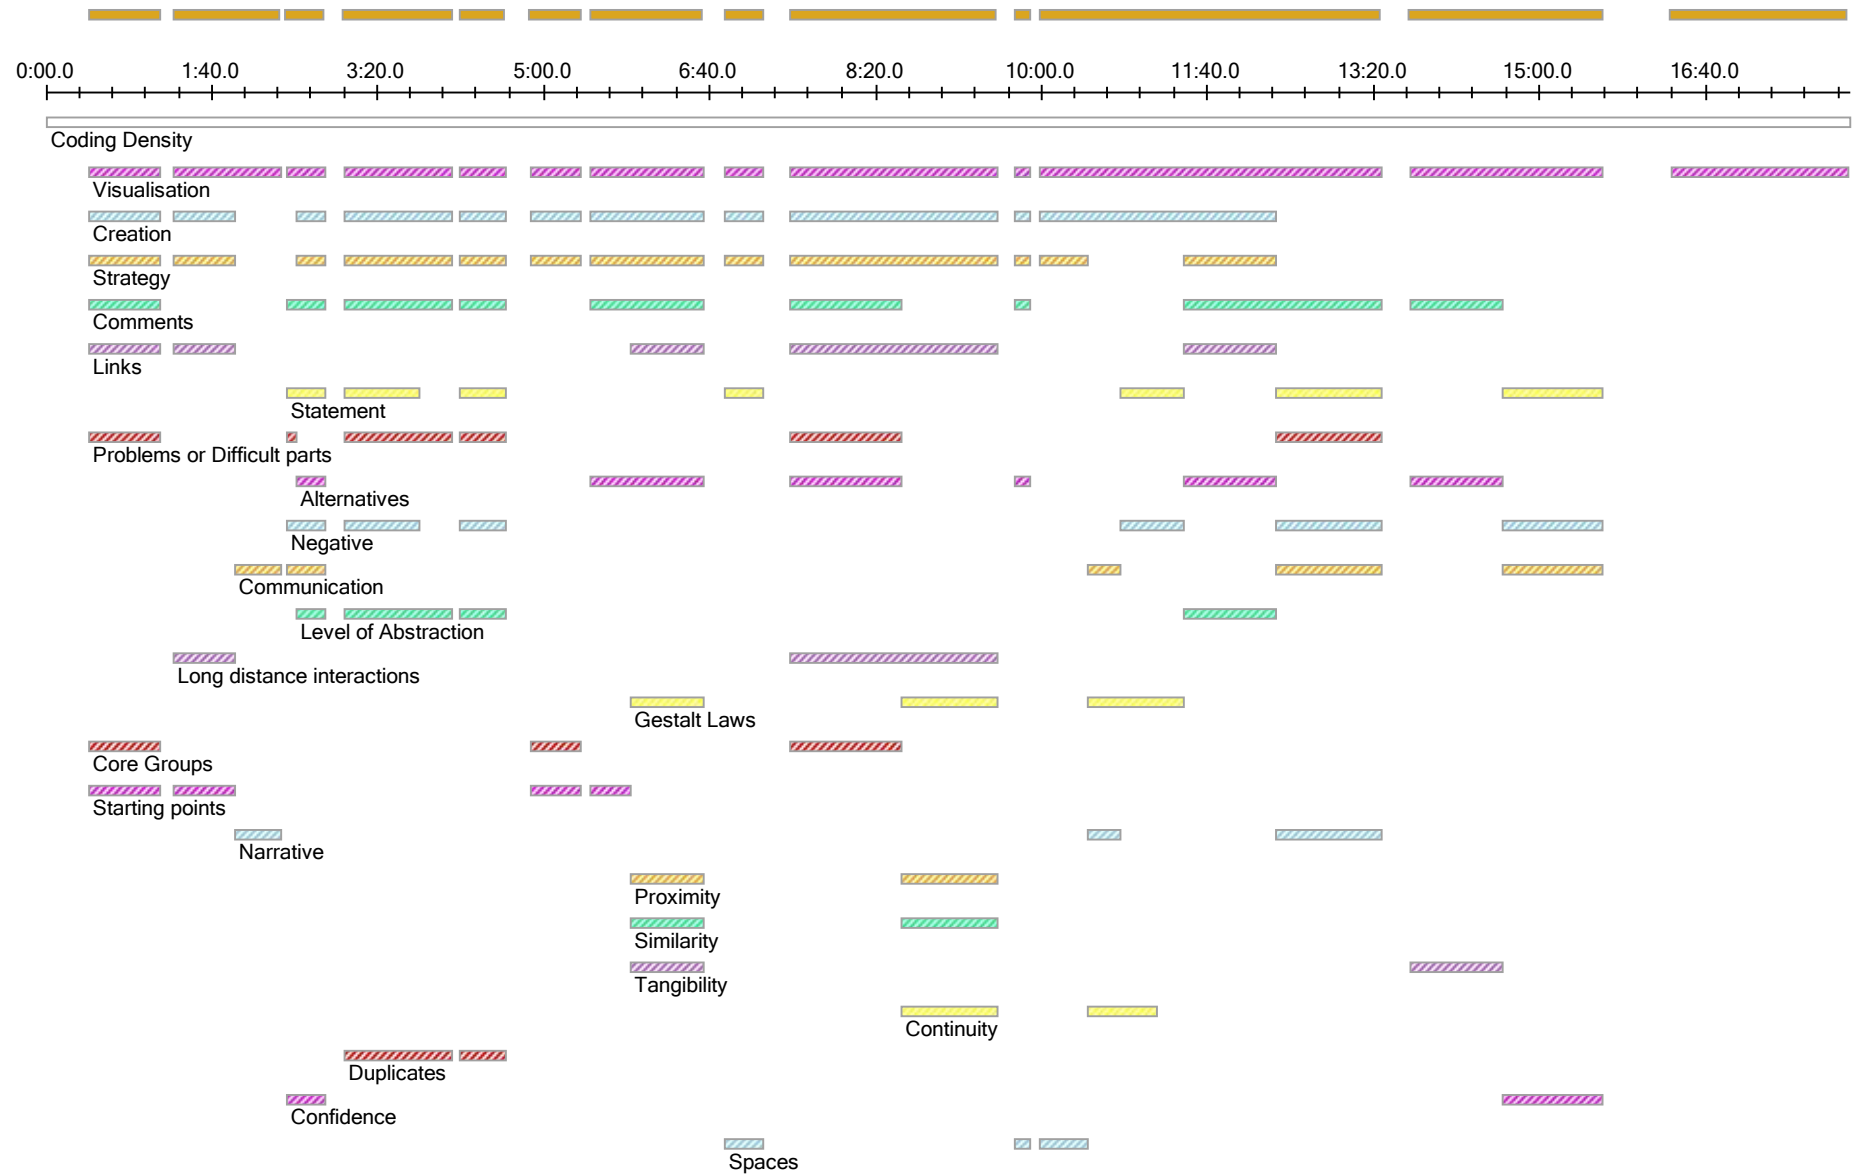 0:00.0 1:40.0 3:20.0 5:00.0 6:40.0 8:20.0 10:00.0 11:40.0 13:20.0 15:00.0 16:40.0
Coding Density
Visualisation
Creation
Strategy
Comments
Links
Statement
Problems or Difficult parts
Alternatives
Negative
Communication
Level of Abstraction
Long distance interactions
Gestalt Laws
Core Groups
Starting points
Narrative
Proximity
Similarity
Tangibility
Continuity
Duplicates
Confidence
Spaces